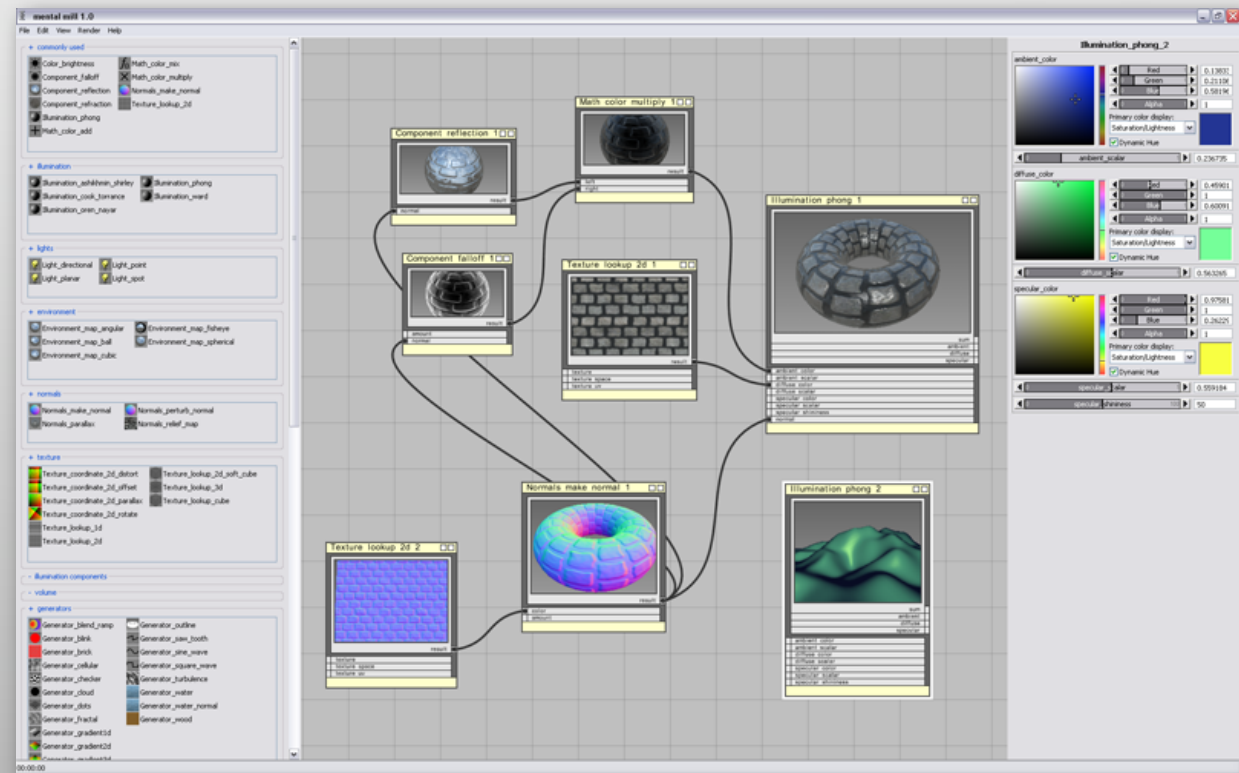 mental mill 1.0
File Edit View Render Help
+ commonly used
Color_brightness Math_color_mix
Component_falloff Math_color_multiply
Component_reflection Normals_make_normal
Component_refraction Texture_lookup_2d
Illumination_phong
Math_color_add
+ illumination
Illumination_ashikhmin_shirley Illumination_phong
Illumination_cook_torrance Illumination_ward
Illumination_oren_nayar
+ lights
Light_directional Light_point
Light_planar Light_spot
+ environment
Environment_map_angular Environment_map_fisheye
Environment_map_ball Environment_map_spherical
Environment_map_cubic
+ normals
Normals_make_normal Normals_perturb_normal
Normals_parallax Normals_relief_map
+ texture
Texture_coordinate_2d_distort Texture_lookup_2d_soft_cube
Texture_coordinate_2d_offset Texture_lookup_3d
Texture_coordinate_2d_parallax Texture_lookup_cube
Texture_coordinate_2d_rotate
Texture_lookup_1d
Texture_lookup_2d
- illumination components
- volume
+ generators
Generator_blend_ramp Generator_outline
Generator_blink Generator_saw_tooth
Generator_brick Generator_sine_wave
Generator_cellular Generator_square_wave
Generator_checker Generator_turbulence
Generator_cloud Generator_water
Generator_dots Generator_water_normal
Generator_fractal Generator_wood
Generator_gradient1d
Generator_gradient2d
00:00:00
Component reflection 1
result
normal
Math color multiply 1
result
left
right
Component falloff 1
result
amount
normal
Texture lookup 2d 1
result
texture
texture space
texture uv
Illumination phong 1
sum
ambient
diffuse
specular
ambient color
ambient scalar
diffuse color
diffuse scalar
specular color
specular scalar
specular shininess
normal
Normals make normal 1
result
color
amount
Texture lookup 2d 2
result
texture
texture space
texture uv
Illumination phong 2
sum
ambient
diffuse
specular
ambient color
ambient scalar
diffuse color
diffuse scalar
specular color
specular scalar
specular shininess
Illumination_phong_2
ambient_color
Red
Green
Blue
Alpha 1
Primary color display:
Saturation/Lightness
Dynamic Hue
ambient_scalar 0.236735
diffuse_color
Red 0.45901
Green 1
Blue 0.60091
Alpha 1
Primary color display:
Saturation/Lightness
Dynamic Hue
diffuse_scalar 0.563265
specular_color
Red 0.97581
Green 1
Blue 0.26225
Alpha 1
Primary color display:
Saturation/Lightness
Dynamic Hue
specular_scalar 0.559184
specular_shininess 50